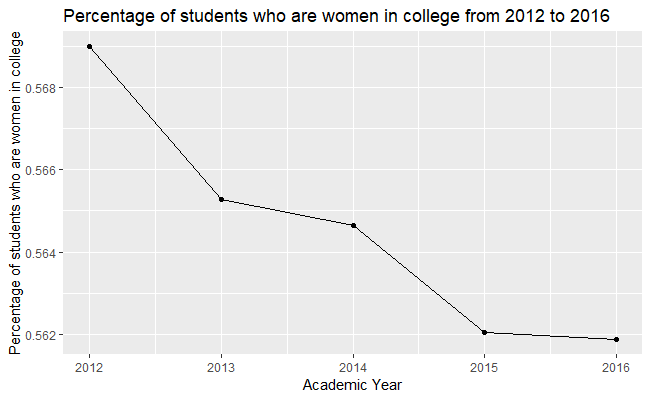 Percentage of students who are women in college from 2012 to 2016
Percentage of students who are women in college
0.568
0.566
0.564
0.562
2012 2013 2014 2015 2016
Academic Year